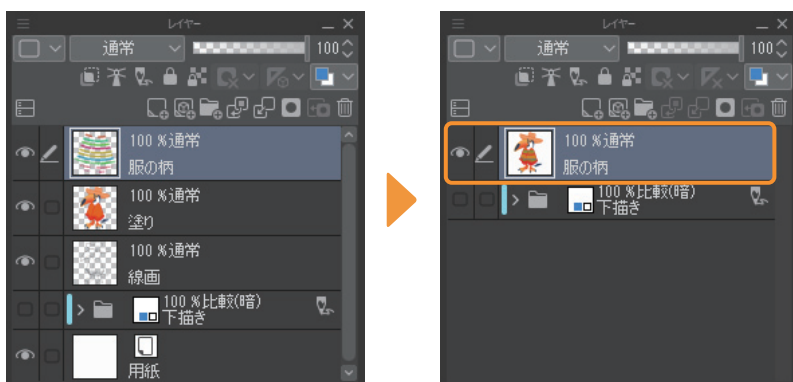 レイヤー
通常
100
100 %通常
服の柄
100 %通常
塗り
100 %通常
線画
100 %比較(暗)
下描き
用紙
レイヤー
通常
100
100 %通常
服の柄
100 %比較(暗)
下描き